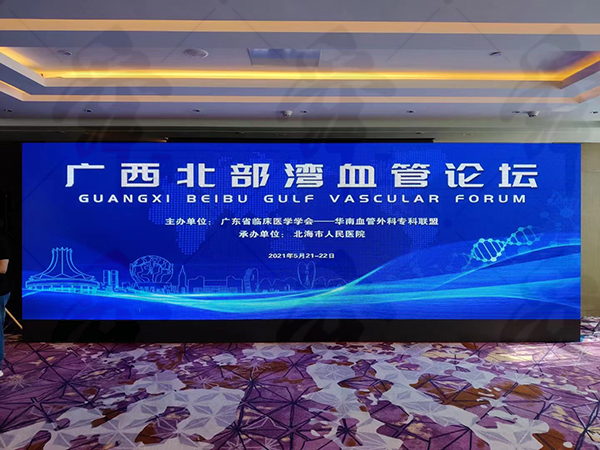 广西北部湾血管论坛
GUANGXI BEIBU GULF VASCULAR FORUM
主办单位：广东省临床医学学会——华南血管外科专科联盟
承办单位：北海市人民医院
2021年5月21-22日